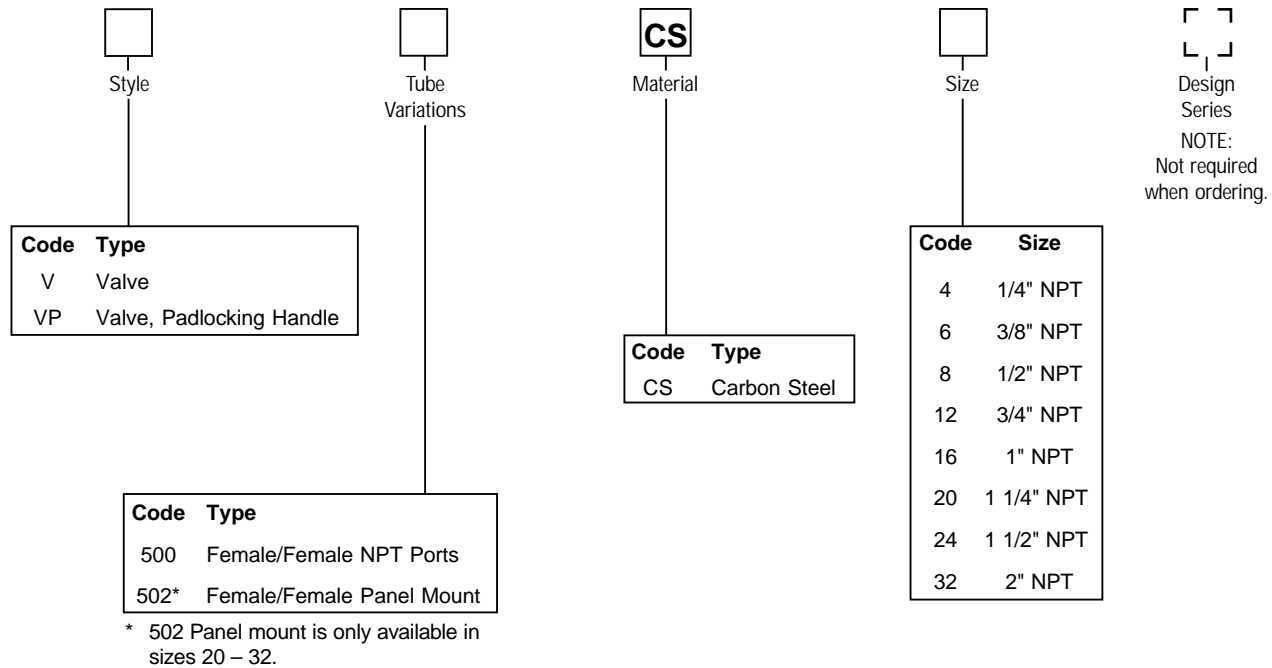 CS
Style
Tube
Variations
Material
Size
Design
Series
NOTE:
Not required
when ordering.
Code Type
V Valve
VP Valve, Padlocking Handle
Code Type
500 Female/Female NPT Ports
502* Female/Female Panel Mount
* 502 Panel mount is only available in
sizes 20 – 32.
Code Type
CS Carbon Steel
Code Size
4 1/4" NPT
6 3/8" NPT
8 1/2" NPT
12 3/4" NPT
16 1" NPT
20 1 1/4" NPT
24 1 1/2" NPT
32 2" NPT